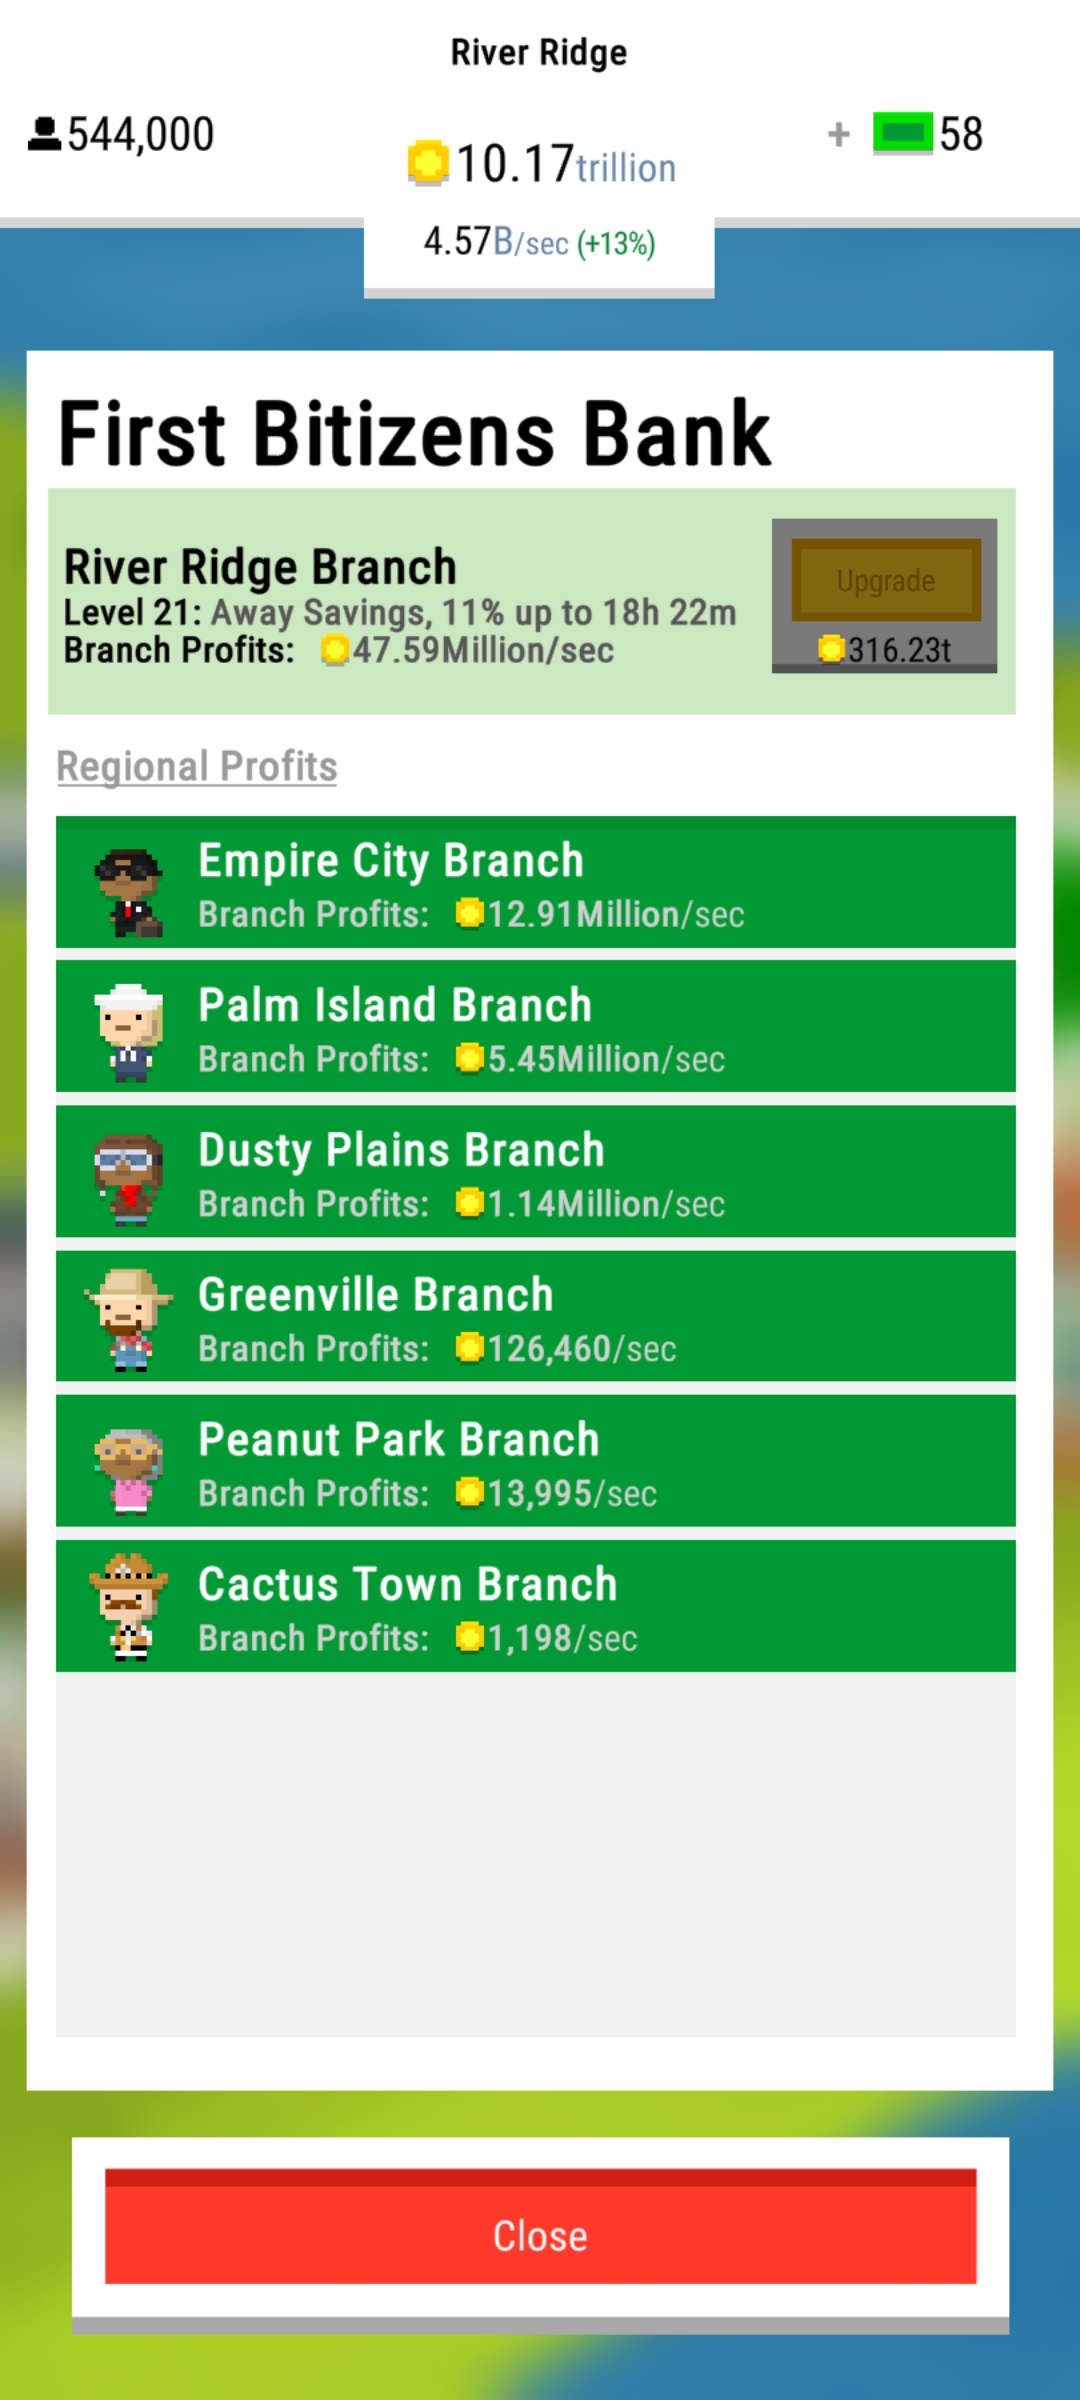 River Ridge
544,000
10.17trillion
+ 58
4.57B/sec (+13%)
First Bitizens Bank
River Ridge Branch
Level 21: Away Savings, 11% up to 18h 22m
Branch Profits: 47.59Million/sec
Upgrade
316.23t
Regional Profits
Empire City Branch
Branch Profits: 12.91Million/sec
Palm Island Branch
Branch Profits: 5.45Million/sec
Dusty Plains Branch
Branch Profits: 1.14Million/sec
Greenville Branch
Branch Profits: 126,460/sec
Peanut Park Branch
Branch Profits: 13,995/sec
Cactus Town Branch
Branch Profits: 1,198/sec
Close